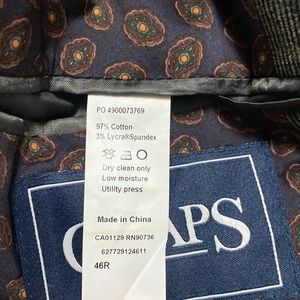 PO 4900073769
97% Cotton
3% Lycra®Spandex
Dry clean only
Low moisture
Utility press
Made in China
CA01129 RN90736
627729124611
46R
C APS